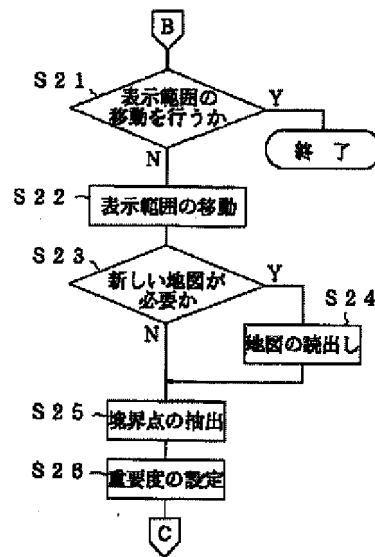 B
S21
表示範囲の
移動を行うか
Y
終了
N
S22
表示範囲の移動
S23
新しい地図が
必要か
Y
N
S24
地図の読出し
S25
境界点の抽出
S26
重要度の設定
C